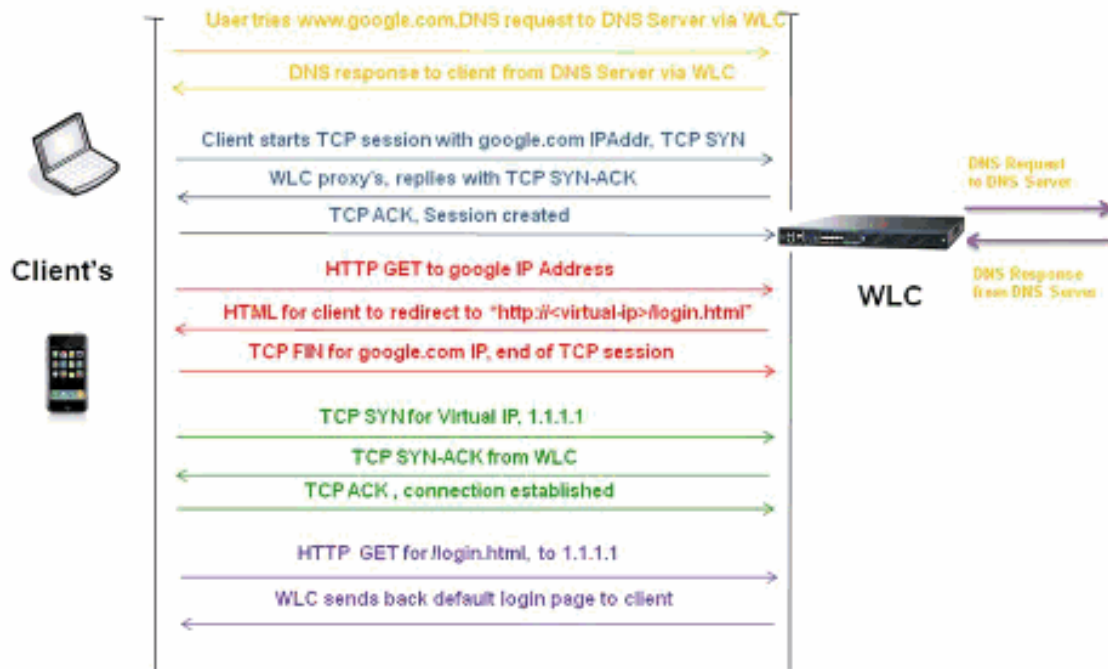 User tries www.google.com,DNS request to DNS Server via WLC
DNS response to client from DNS Server via WLC
Client starts TCP session with google.com IPAddr, TCP SYN
WLC proxy's, replies with TCP SYN-ACK
TCP ACK, Session created
HTTP GET to google IP Address
HTML for client to redirect to "http://<virtual-ip>/login.html"
TCP FIN for google.com IP, end of TCP session
TCP SYN for Virtual IP, 1.1.1.1
TCP SYN-ACK from WLC
TCP ACK , connection established
HTTP GET for /login.html, to 1.1.1.1
WLC sends back default login page to client
Client's
WLC
DNS Request
to DNS Server
DNS Response
from DNS Server